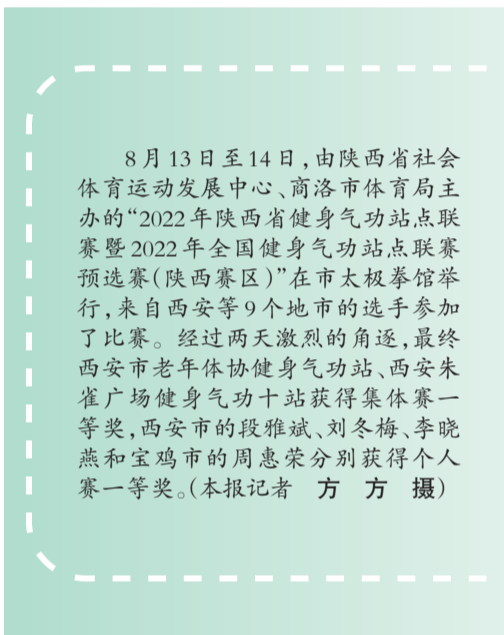 8月13日至14日,由陕西省社会
体育运动发展中心、商洛市体育局主
办的“2022年陕西省健身气功站点联
赛暨2022年全国健身气功站点联赛
预选赛(陕西赛区)”在市太极拳馆举
行,来自西安等9个地市的选手参加
了比赛。经过两天激烈的角逐,最终
西安市老年体协健身气功站、西安朱
雀广场健身气功十站获得集体赛一
等奖,西安市的段雅斌、刘冬梅、李晓
燕和宝鸡市的周惠荣分别获得个人
赛一等奖。(本报记者 方 方 摄)